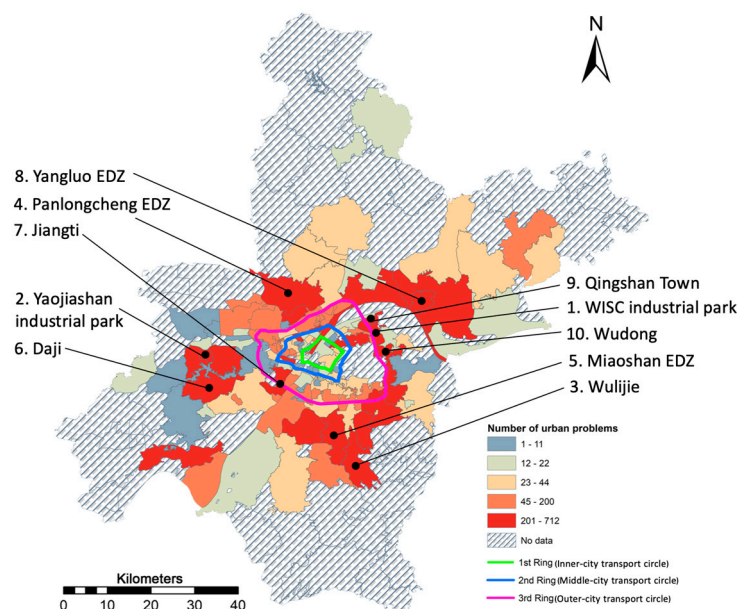 N
8. Yangluo EDZ
4. Panlongcheng EDZ
7. Jiangti
2. Yaojiashan
industrial park
6. Daji
9. Qingshan Town
1. WISC industrial park
10. Wudong
5. Miaoshan EDZ
3. Wulijie
Number of urban problems
1 - 11
12 - 22
23 - 44
45 - 200
201 - 712
No data
1st Ring (Inner-city transport circle)
2nd Ring (Middle-city transport circle)
3rd Ring (Outer-city transport circle)
Kilometers
0 10 20 30 40